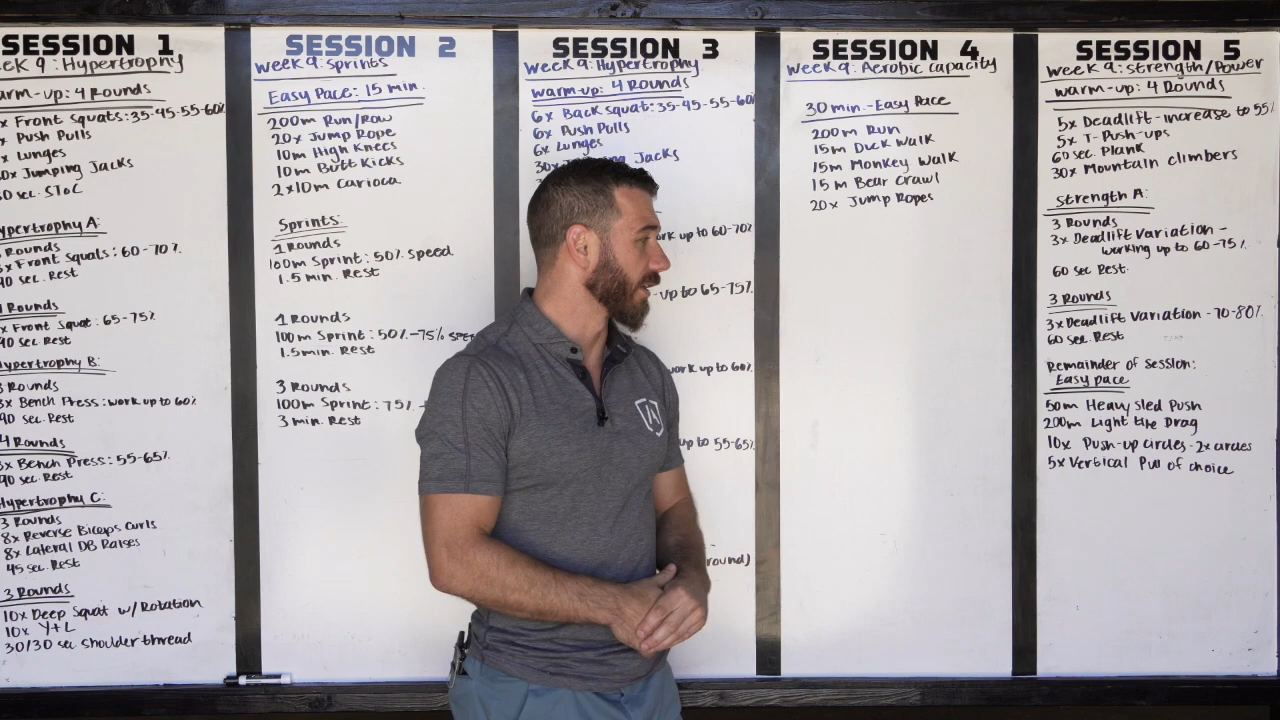 SESSION 1
Week 9: Hypertrophy
Warm-up: 4 Rounds
x Front Squats: 35-45-55-60%
x Push Pulls
x Lunges
0x Jumping Jacks
30 sec. STOC
Hypertrophy A:
Rounds
x Front Squats: 60-70%
90 sec. Rest
Rounds
x Front Squat: 65-75%
90 sec. Rest
Hypertrophy B:
3 Rounds
3x Bench Press: work up to 60%
90 sec. Rest
4 Rounds
3x Bench Press: 55-65%
90 sec. Rest
Hypertrophy C:
3 Rounds
8x Reverse Biceps Curls
8x Lateral DB Raises
45 sec. Rest
3 Rounds
10x Deep Squat w/ Rotation
10x Y+L
30/30 sec shoulder thread
SESSION 2
Week 9: Sprints
Easy Pace: 15 min.
200m Run/Row
20x Jump Rope
10m High Knees
10m Butt Kicks
2x10m Carioca
Sprints:
1 Rounds
100m Sprint: 50% speed
1.5 min. Rest
1 Rounds
100m Sprint: 50%-75% spe
1.5 min. Rest
3 Rounds
100m Sprint: 75% -
3 min. Rest
SESSION 3
Week 9: Hypertrophy
Warm-up: 4 Rounds
6x Back squat: 35-45-55-60%
6x Push Pulls
6x Lunges
30x Jumping Jacks
work up to 60-70%
- up to 65-75%
work up to 60%
up to 55-65%
round)
SESSION 4
Week 9: Aerobic capacity
30 min.-Easy Pace
200m Run
15m Duck Walk
15m Monkey Walk
15m Bear Crawl
20x Jump Ropes
SESSION 5
Week 9: Strength/Power
Warm-up: 4 Rounds
5x Deadlift-increase to 55%
5x T-Push-ups
60 sec. Plank
30x Mountain climbers
Strength A:
3 Rounds
3x Deadlift Variation -
working up to 60-75%
60 sec Rest.
3 Rounds
3x Deadlift Variation -70-80%
60 sec. Rest
Remainder of Session:
Easy pace
50m Heavy sled Push
200m Light tire Drag
10x Push-up circles - 2x circles
5x Vertical Pull of choice